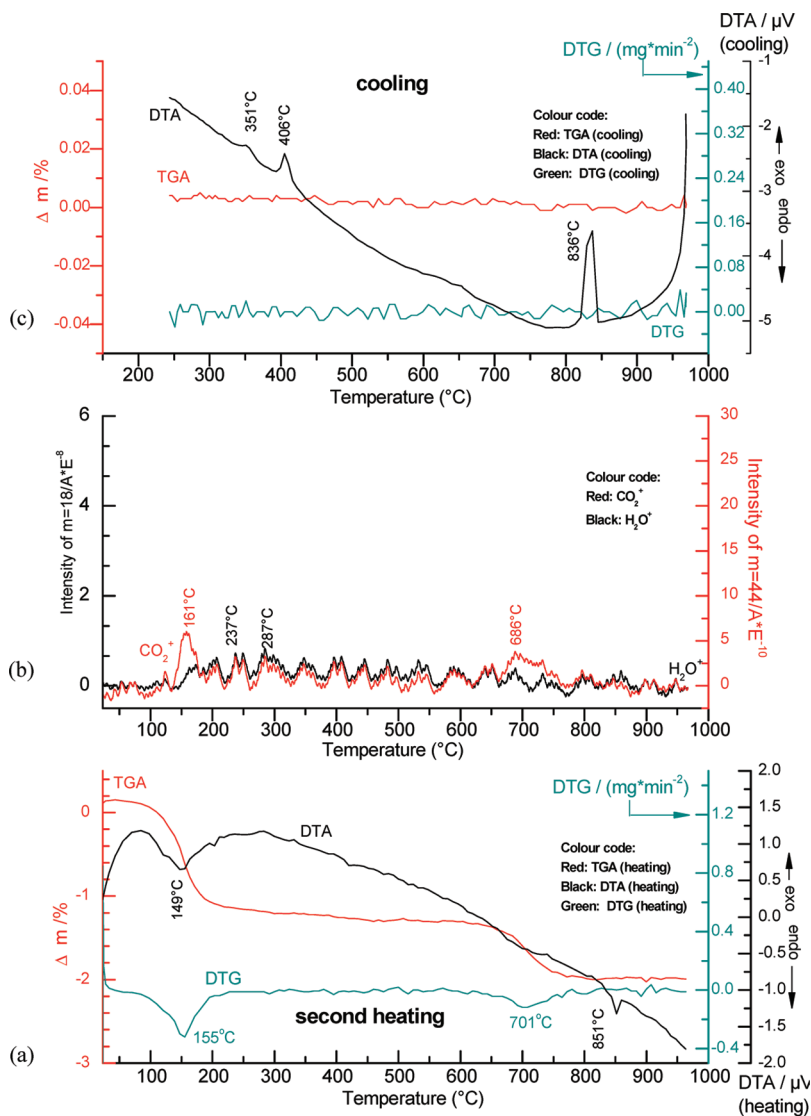 DTA / µV
(cooling)
DTG / (mg*min⁻²)
cooling
-1
0.40
0.04
351°C
DTA
406°C
Colour code:
Red: TGA (cooling)
Black: DTA (cooling)
Green: DTG (cooling)
0.32
-2
exo
0.02
0.24
TGA
-3
Δ m /%
0.00
0.16
endo
836°C
-0.02
0.08
-4
(c)
-0.04
DTG
0.00
-5
200 300 400 500 600 700 800 900 1000
Temperature (°C)
6
30
Intensity of m=18/A*E⁻⁸
Colour code:
Red: CO₂⁺
Black: H₂O⁺
25
4
20
15
Intensity of m=44/A*E⁻¹⁰
2
10
161°C
237°C
287°C
686°C
5
CO₂⁺
H₂O⁺
(b)
0
0
100 200 300 400 500 600 700 800 900 1000
Temperature (°C)
TGA
DTG / (mg*min⁻²)
2.0
0
1.2
1.5
DTA
Colour code:
Red: TGA (heating)
Black: DTA (heating)
Green: DTG (heating)
1.0
0.8
exo
0.5
-1
149°C
0.4
0.0
Δ m /%
endo
-0.5
-2
DTG
0.0
-1.0
155°C
second heating
701°C
851°C
-1.5
(a)
-3
-0.4
-2.0
100 200 300 400 500 600 700 800 900 1000
Temperature (°C)
DTA / µV
(heating)